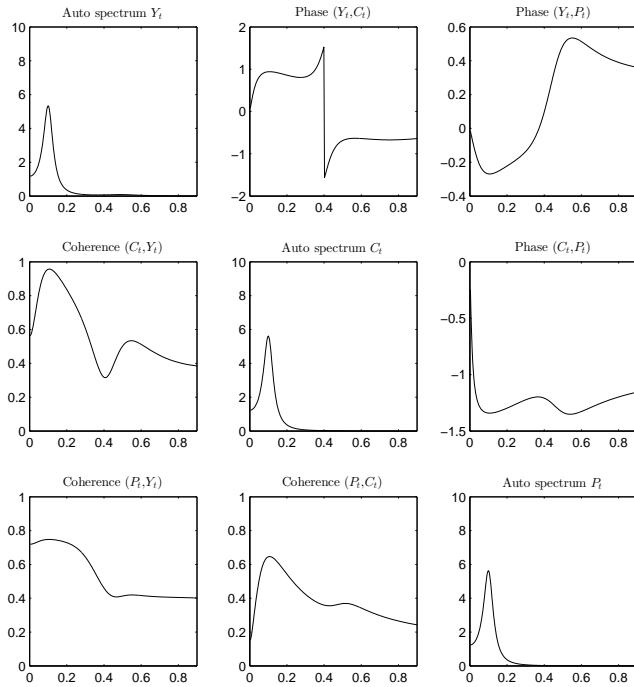 Auto spectrum Y_t
10
8
6
4
2
0
0 0.2 0.4 0.6 0.8
Phase (Y_t,C_t)
2
1
0
−1
−2
0 0.2 0.4 0.6 0.8
Phase (Y_t,P_t)
0.6
0.4
0.2
0
−0.2
−0.4
0 0.2 0.4 0.6 0.8
Coherence (C_t,Y_t)
1
0.8
0.6
0.4
0.2
0
0 0.2 0.4 0.6 0.8
Auto spectrum C_t
10
8
6
4
2
0
0 0.2 0.4 0.6 0.8
Phase (C_t,P_t)
0
−0.5
−1
−1.5
0 0.2 0.4 0.6 0.8
Coherence (P_t,Y_t)
1
0.8
0.6
0.4
0.2
0
0 0.2 0.4 0.6 0.8
Coherence (P_t,C_t)
1
0.8
0.6
0.4
0.2
0
0 0.2 0.4 0.6 0.8
Auto spectrum P_t
10
8
6
4
2
0
0 0.2 0.4 0.6 0.8